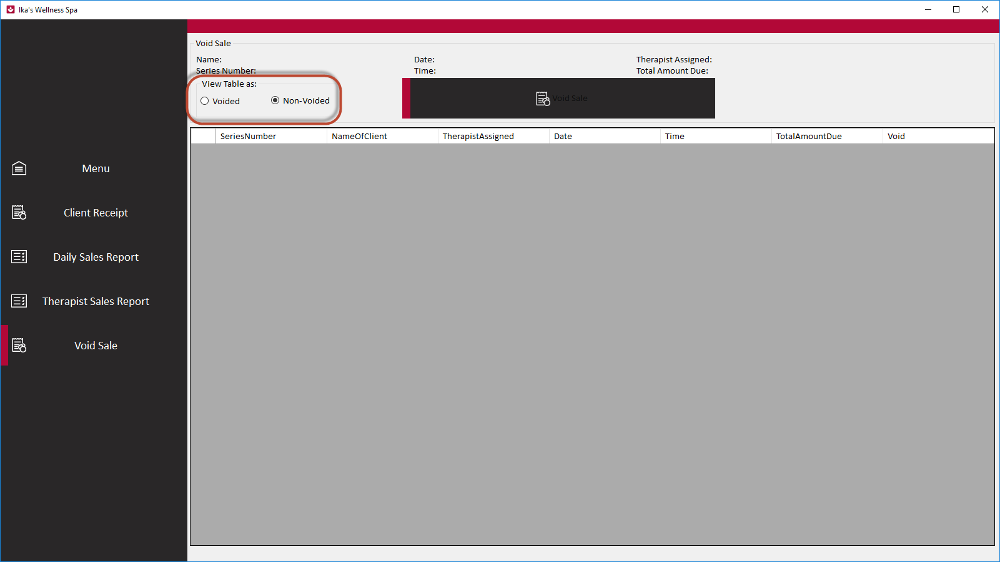 Ika's Wellness Spa
Void Sale
Name:
Date:
Therapist Assigned:
Series Number:
Time:
Total Amount Due:
View Table as:
Voided
Non-Voided
Void Sale
SeriesNumber
NameOfClient
TherapistAssigned
Date
Time
TotalAmountDue
Void
Menu
Client Receipt
Daily Sales Report
Therapist Sales Report
Void Sale